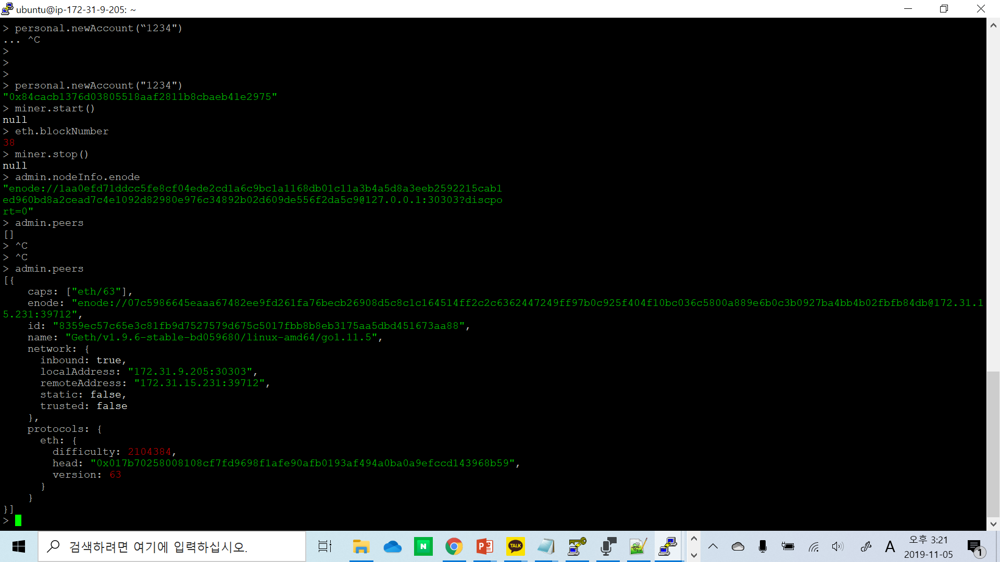 ubuntu@ip-172-31-9-205: ~
> personal.newAccount(“1234")
... ^C
>
>
>
> personal.newAccount("1234")
"0x84cacb1376d03805518aaf2811b8cbaeb41e2975"
> miner.start()
null
> eth.blockNumber
38
> miner.stop()
null
> admin.nodeInfo.enode
"enode://1aa0efd71ddcc5fe8cf04ede2cd1a6c9bc1a1168db01c11a3b4a5d8a3eeb2592215cab1
ed960bd8a2cead7c4e1092d82980e976c34892b02d609de556f2da5c9@127.0.0.1:30303?discpo
rt=0"
> admin.peers
[]
> ^C
> ^C
> admin.peers
[{
    caps: ["eth/63"],
    enode: "enode://07c5986645eaaa67482ee9fd261fa76becb26908d5c8c1c164514ff2c2c6362447249ff97b0c925f404f10bc036c5800a889e6b0c3b0927ba4bb4b02fbfb84db@172.31.1
5.231:39712",
    id: "8359ec57c65e3c81fb9d7527579d675c5017fbb8b8eb3175aa5dbd451673aa88",
    name: "Geth/v1.9.6-stable-bd059680/linux-amd64/go1.11.5",
    network: {
      inbound: true,
      localAddress: "172.31.9.205:30303",
      remoteAddress: "172.31.15.231:39712",
      static: false,
      trusted: false
    },
    protocols: {
      eth: {
        difficulty: 2104384,
        head: "0x017b70258008108cf7fd9698f1afe90afb0193af494a0ba0a9efccd143968b59",
        version: 63
      }
    }
}]
>
검색하려면 여기에 입력하십시오.
N
TALK
A
오후 3:21
2019-11-05
1